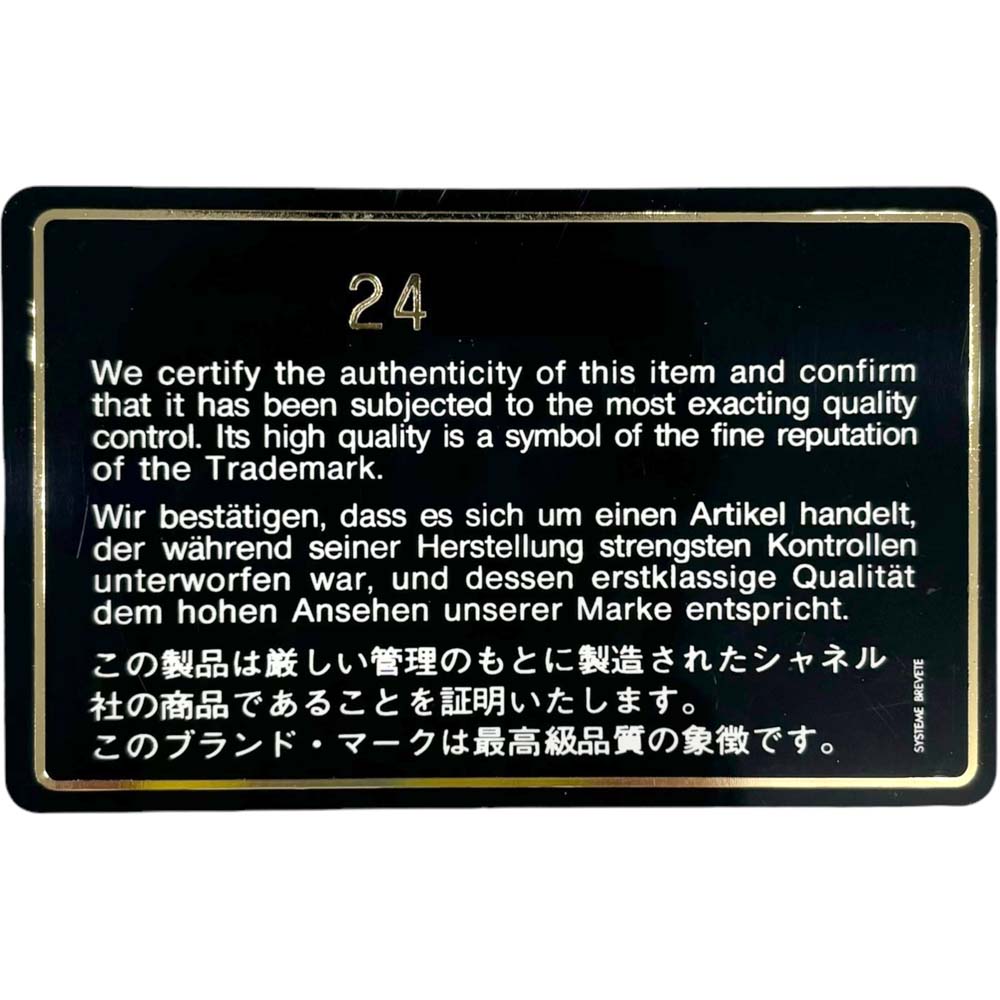 24
We certify the authenticity of this item and confirm
that it has been subjected to the most exacting quality
control. Its high quality is a symbol of the fine reputation
of the Trademark.
Wir bestätigen, dass es sich um einen Artikel handelt,
der während seiner Herstellung strengsten Kontrollen
unterworfen war, und dessen erstklassige Qualität
dem hohen Ansehen unserer Marke entspricht.
この製品は厳しい管理のもとに製造されたシャネル
社の商品であることを証明いたします。
このブランド・マークは最高級品質の象徴です。
SYSTEME BREVETE